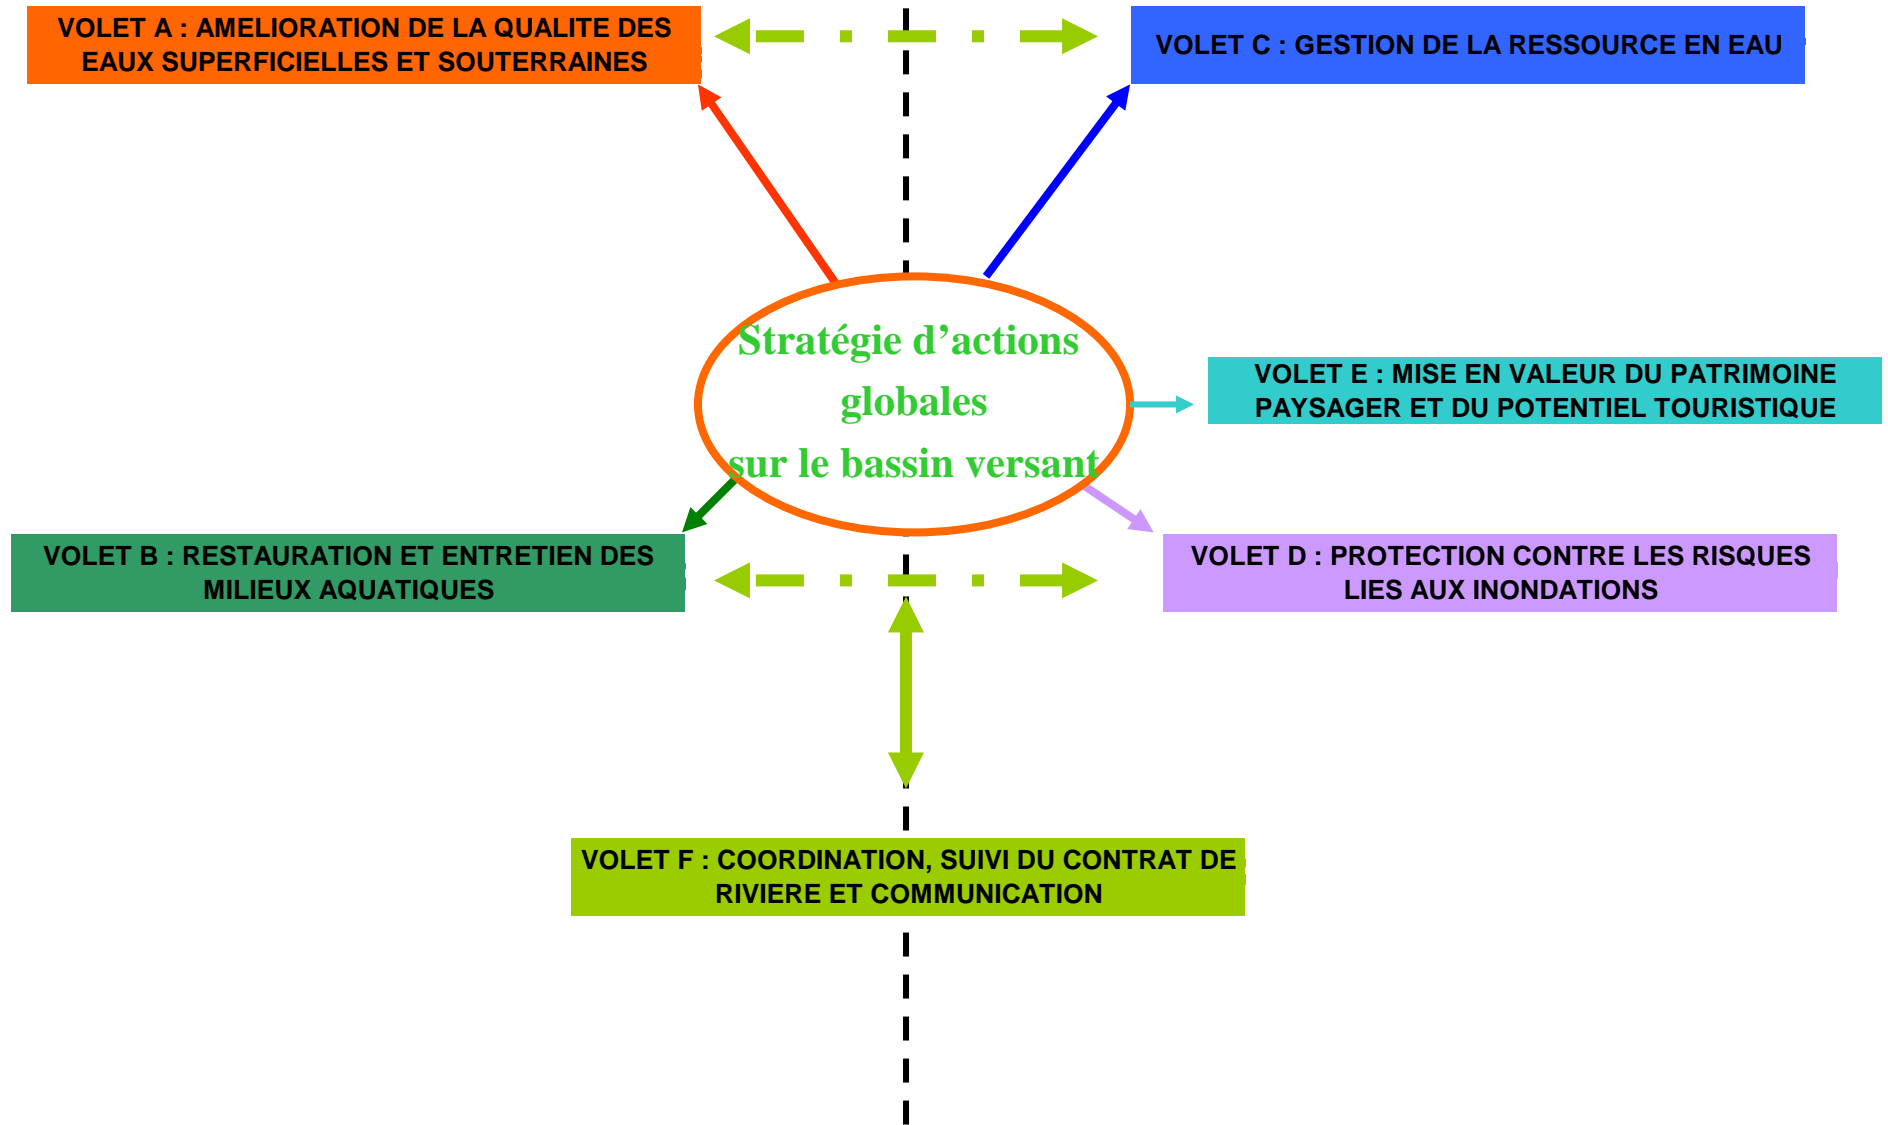 VOLET A : AMELIORATION DE LA QUALITE DES
EAUX SUPERFICIELLES ET SOUTERRAINES
VOLET C : GESTION DE LA RESSOURCE EN EAU
Stratégie d’actions
globales
sur le bassin versant
VOLET E : MISE EN VALEUR DU PATRIMOINE
PAYSAGER ET DU POTENTIEL TOURISTIQUE
VOLET B : RESTAURATION ET ENTRETIEN DES
MILIEUX AQUATIQUES
VOLET D : PROTECTION CONTRE LES RISQUES
LIES AUX INONDATIONS
VOLET F : COORDINATION, SUIVI DU CONTRAT DE
RIVIERE ET COMMUNICATION